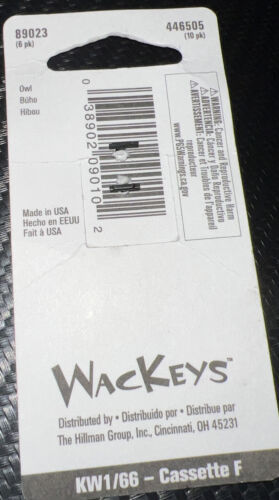 89023
(6 pk)
446505
(10 pk)
Owl
Búho
Hibou
Made in USA
Hecho en EEUU
Fait à USA
0 38902 09010 2
⚠WARNING: Cancer and Reproductive Harm
⚠ADVERTENCIA: Cáncer y Daño Reproductivo
⚠AVERTISSEMENT: Cancer et Troubles de l'appareil
reproducteur
www.P65Warnings.ca.gov
WACKEYS™
Distributed by • Distribuido por • Distribue par
The Hillman Group, Inc., Cincinnati, OH 45231
KW1/66 – Cassette F